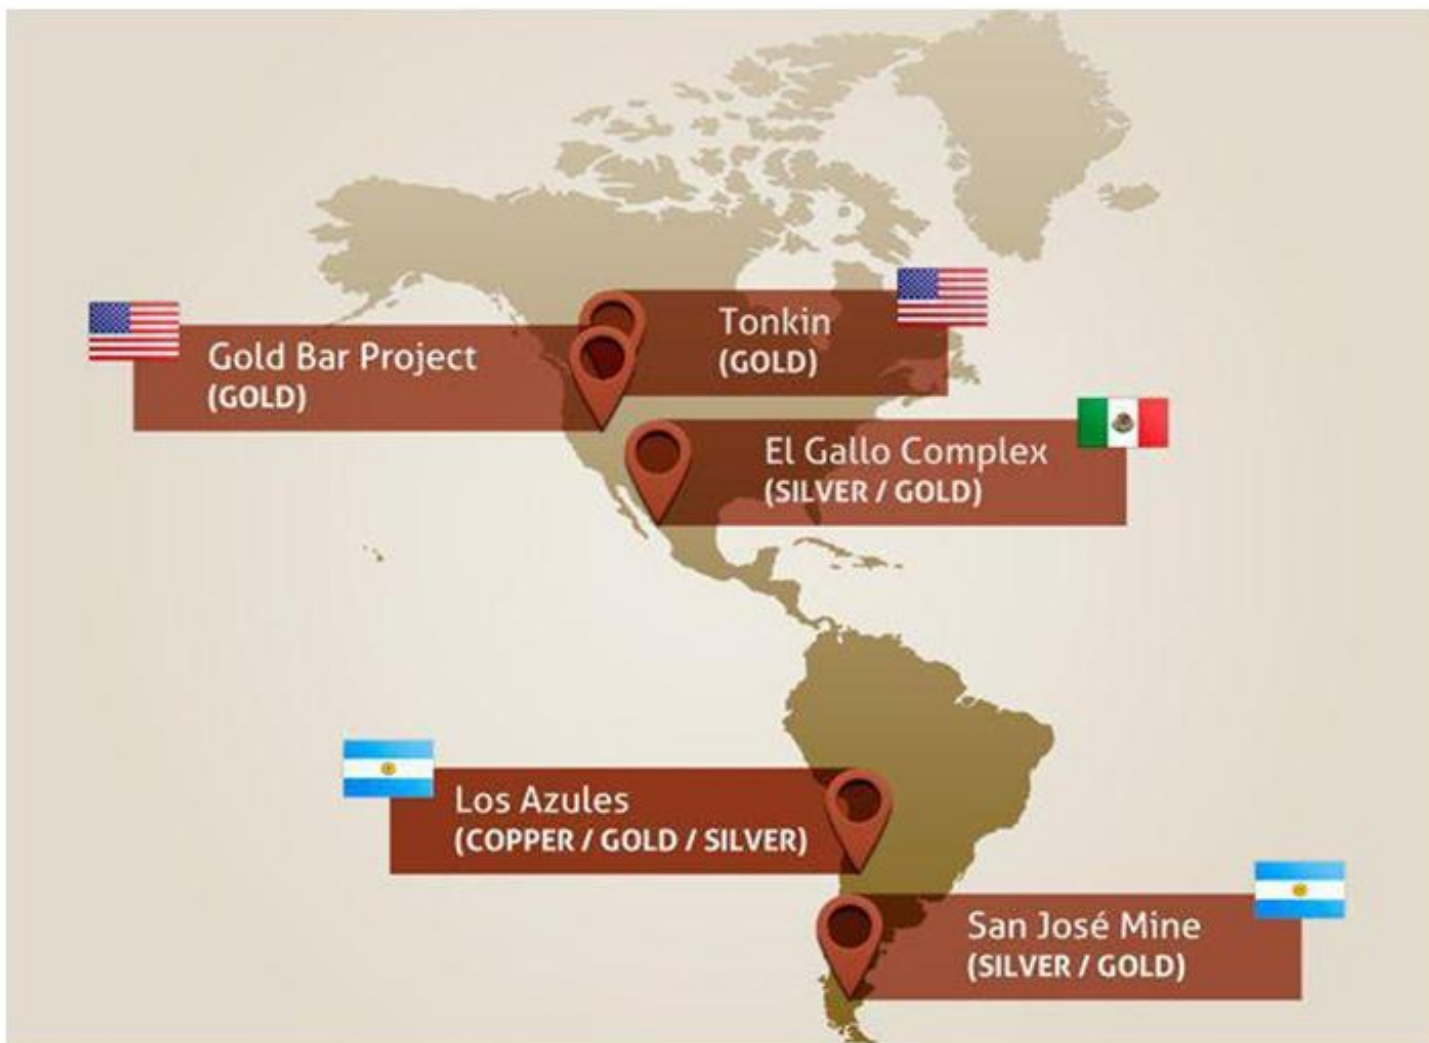 Tonkin
(GOLD)
Gold Bar Project
(GOLD)
El Gallo Complex
(SILVER / GOLD)
Los Azules
(COPPER / GOLD / SILVER)
San José Mine
(SILVER / GOLD)